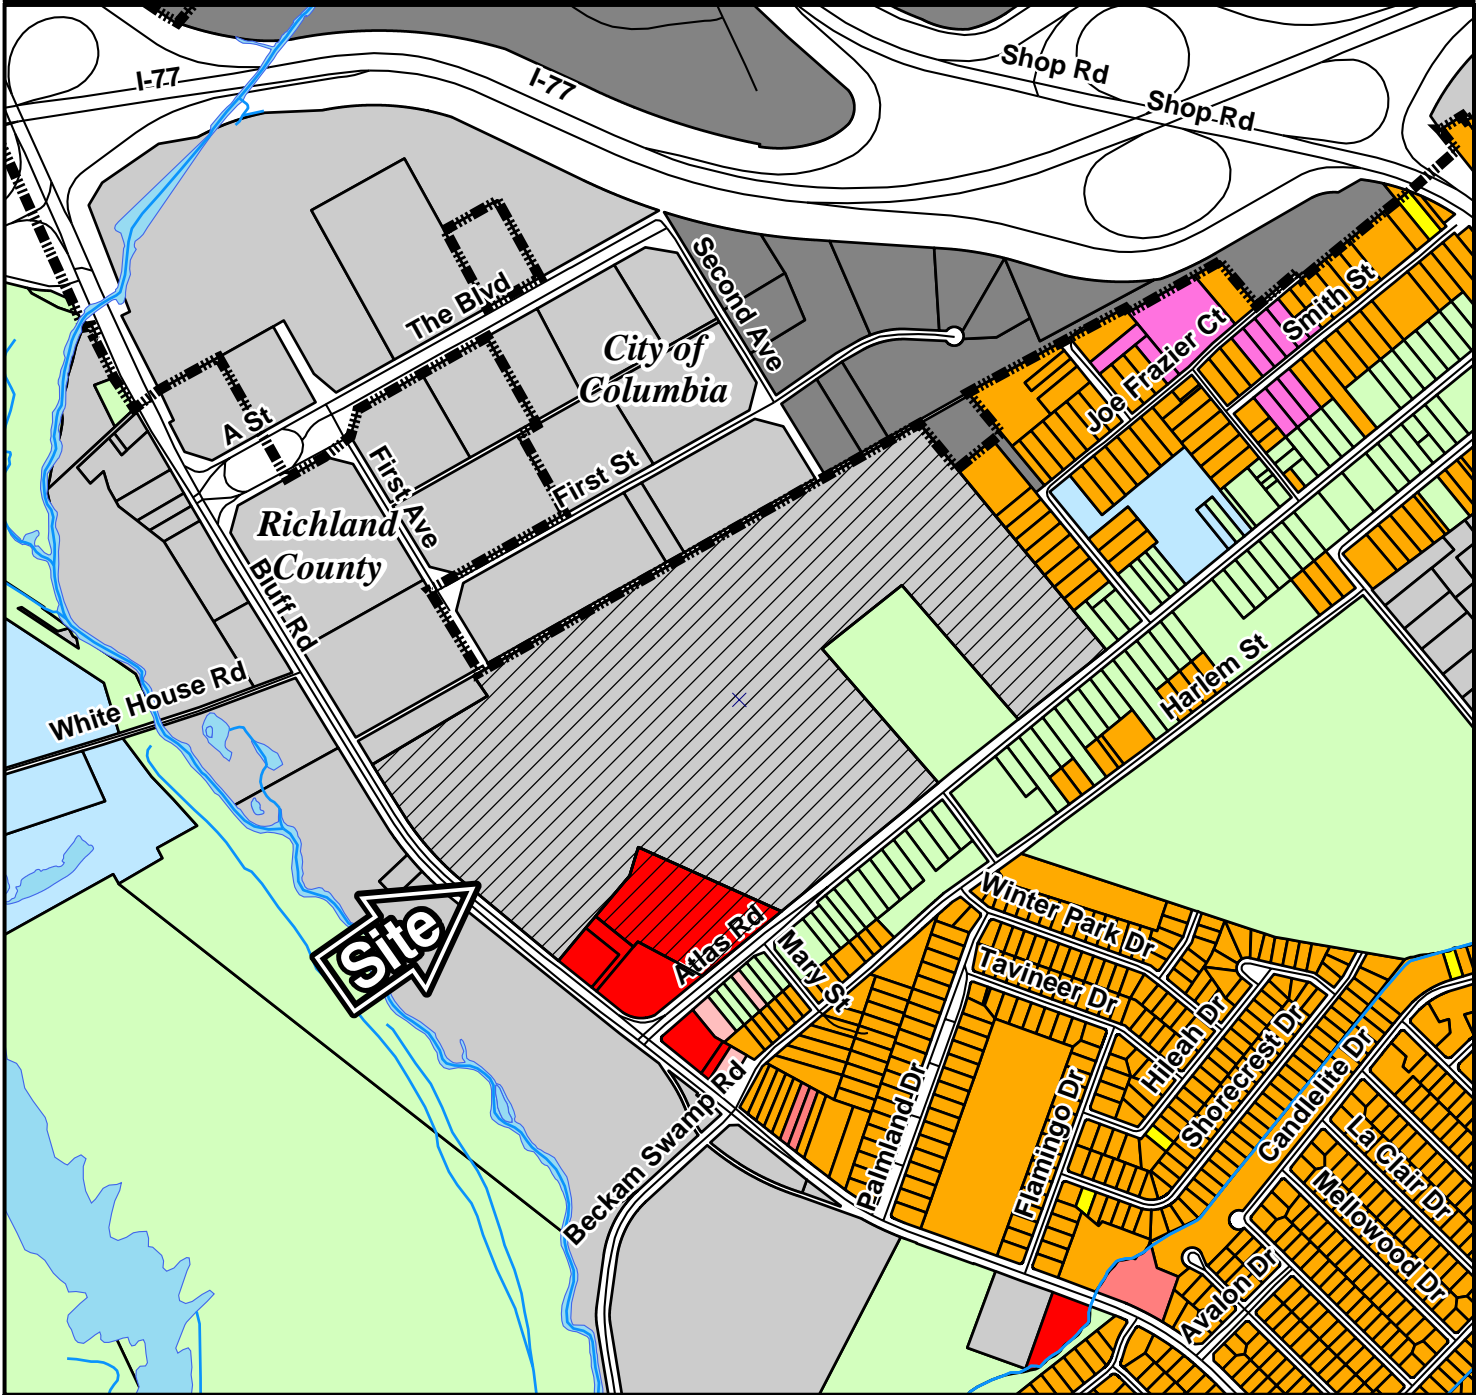 Shop Rd
I-77
I-77
Shop Rd
Second Ave
The Blvd
Smith St
City of
Columbia
Joe Frazier Ct
A St
First Ave
First St
Richland
County
Bluff Rd
White House Rd
Harlem St
Winter Park Dr
Site
Atlas Rd
Mary St
Tavineer Dr
Hileah Dr
Shorecrest Dr
Candlelite Dr
Palmland Dr
Flamingo Dr
Beckam Swamp Rd
La Clair Dr
Mellowood Dr
Avalon Dr